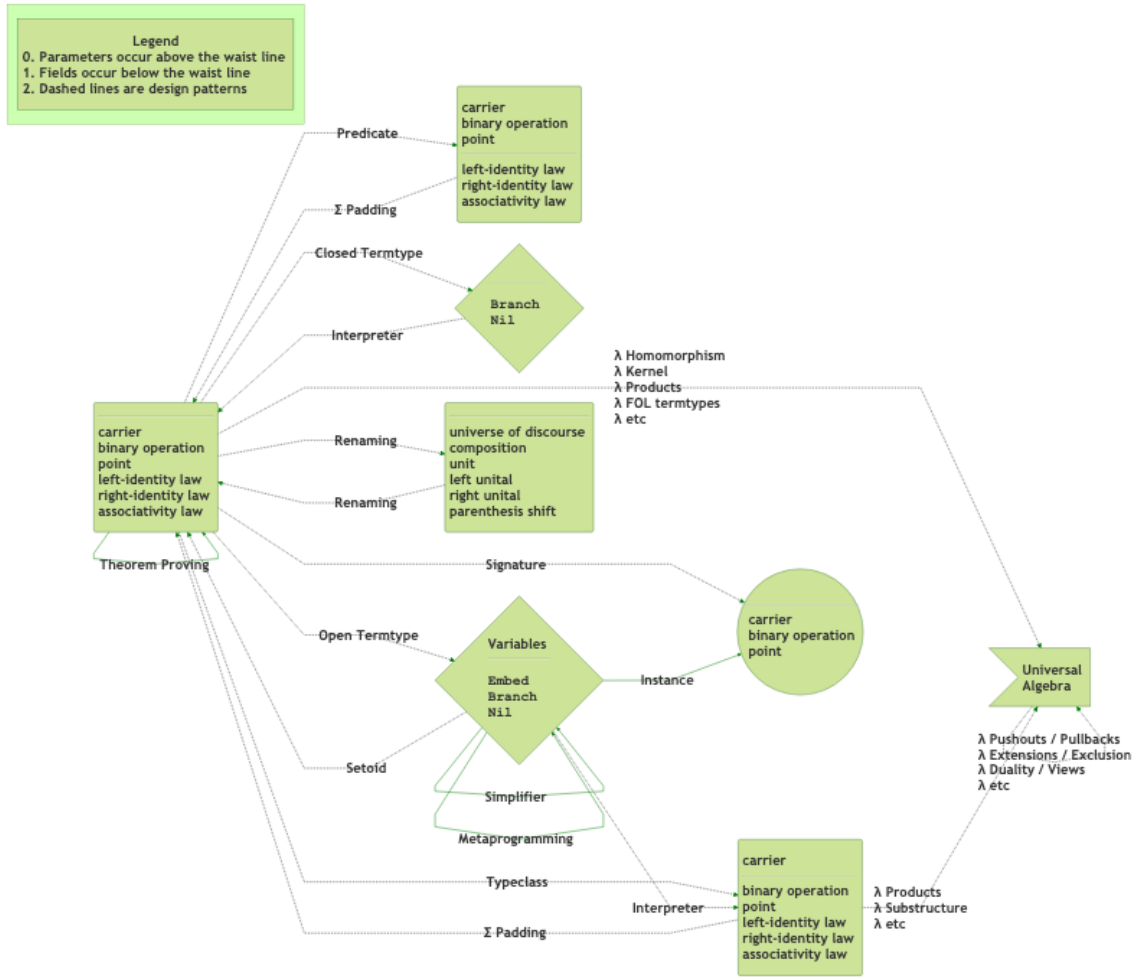 Legend
0. Parameters occur above the waist line
1. Fields occur below the waist line
2. Dashed lines are design patterns
carrier
binary operation
point
left-identity law
right-identity law
associativity law
Predicate
Σ Padding
Closed Termtype
Branch
Nil
Interpreter
λ Homomorphism
λ Kernel
λ Products
λ FOL termtypes
λ etc
carrier
binary operation
point
left-identity law
right-identity law
associativity law
Renaming
universe of discourse
composition
unit
left unital
right unital
parenthesis shift
Renaming
Theorem Proving
Signature
carrier
binary operation
point
Open Termtype
Variables
Embed
Branch
Nil
Instance
Universal
Algebra
λ Pushouts / Pullbacks
λ Extensions / Exclusion
λ Duality / Views
λ etc
Setoid
Simplifier
Metaprogramming
Typeclass
Interpreter
Σ Padding
carrier
binary operation
point
left-identity law
right-identity law
associativity law
λ Products
λ Substructure
λ etc